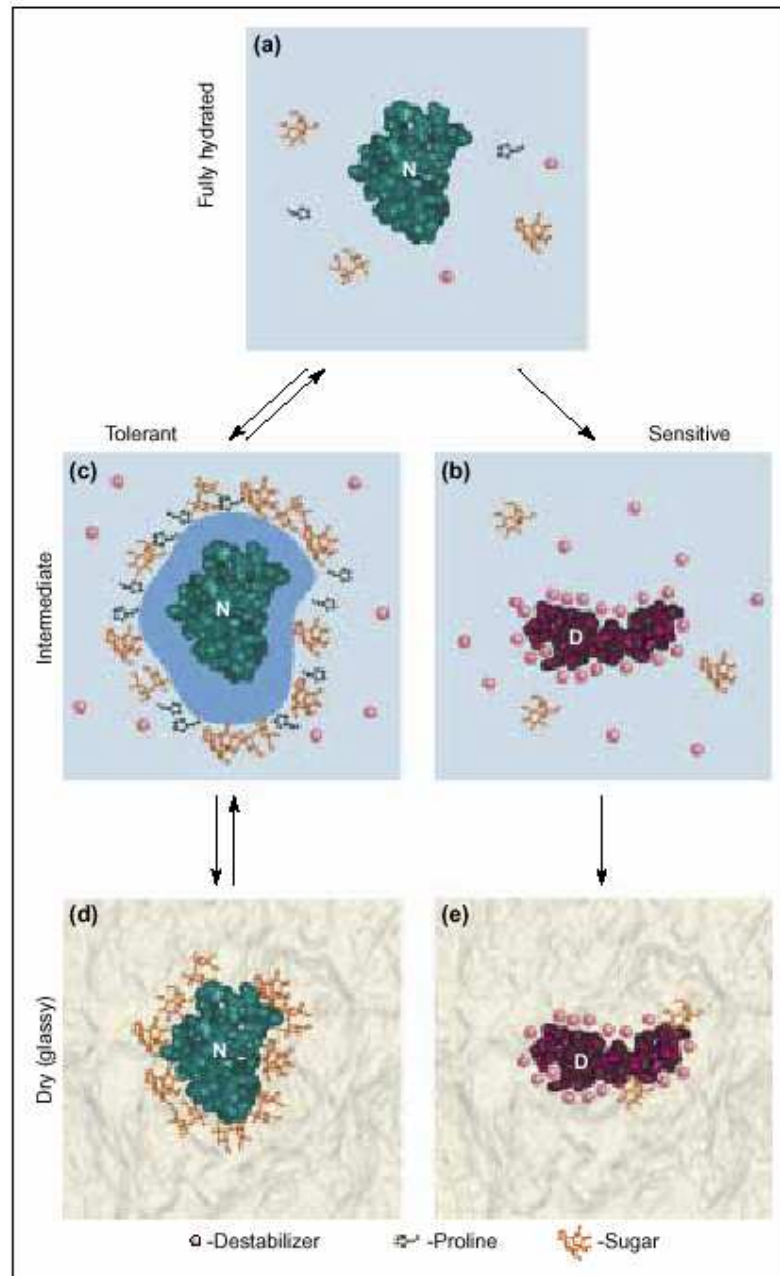 (a)
Fully hydrated
N
Tolerant
Sensitive
(c)
(b)
Intermediate
N
D
(d)
(e)
Dry (glassy)
N
D
-Destabilizer
-Proline
-Sugar